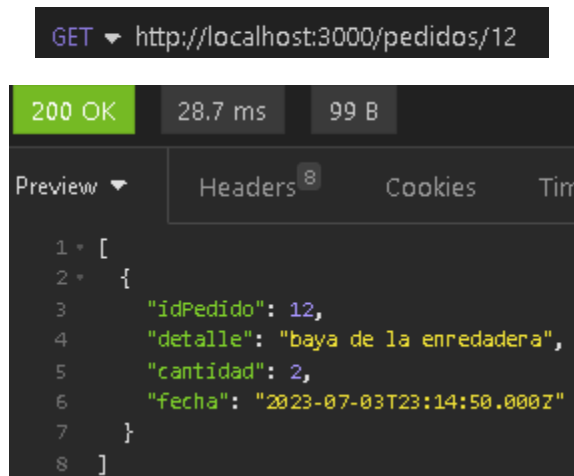 GET http://localhost:3000/pedidos/12
200 OK 28.7 ms 99 B
Preview Headers 8 Cookies Tim
1 [
2 {
3 "idPedido": 12,
4 "detalle": "baya de la enredadera",
5 "cantidad": 2,
6 "fecha": "2023-07-03T23:14:50.000Z"
7 }
8 ]